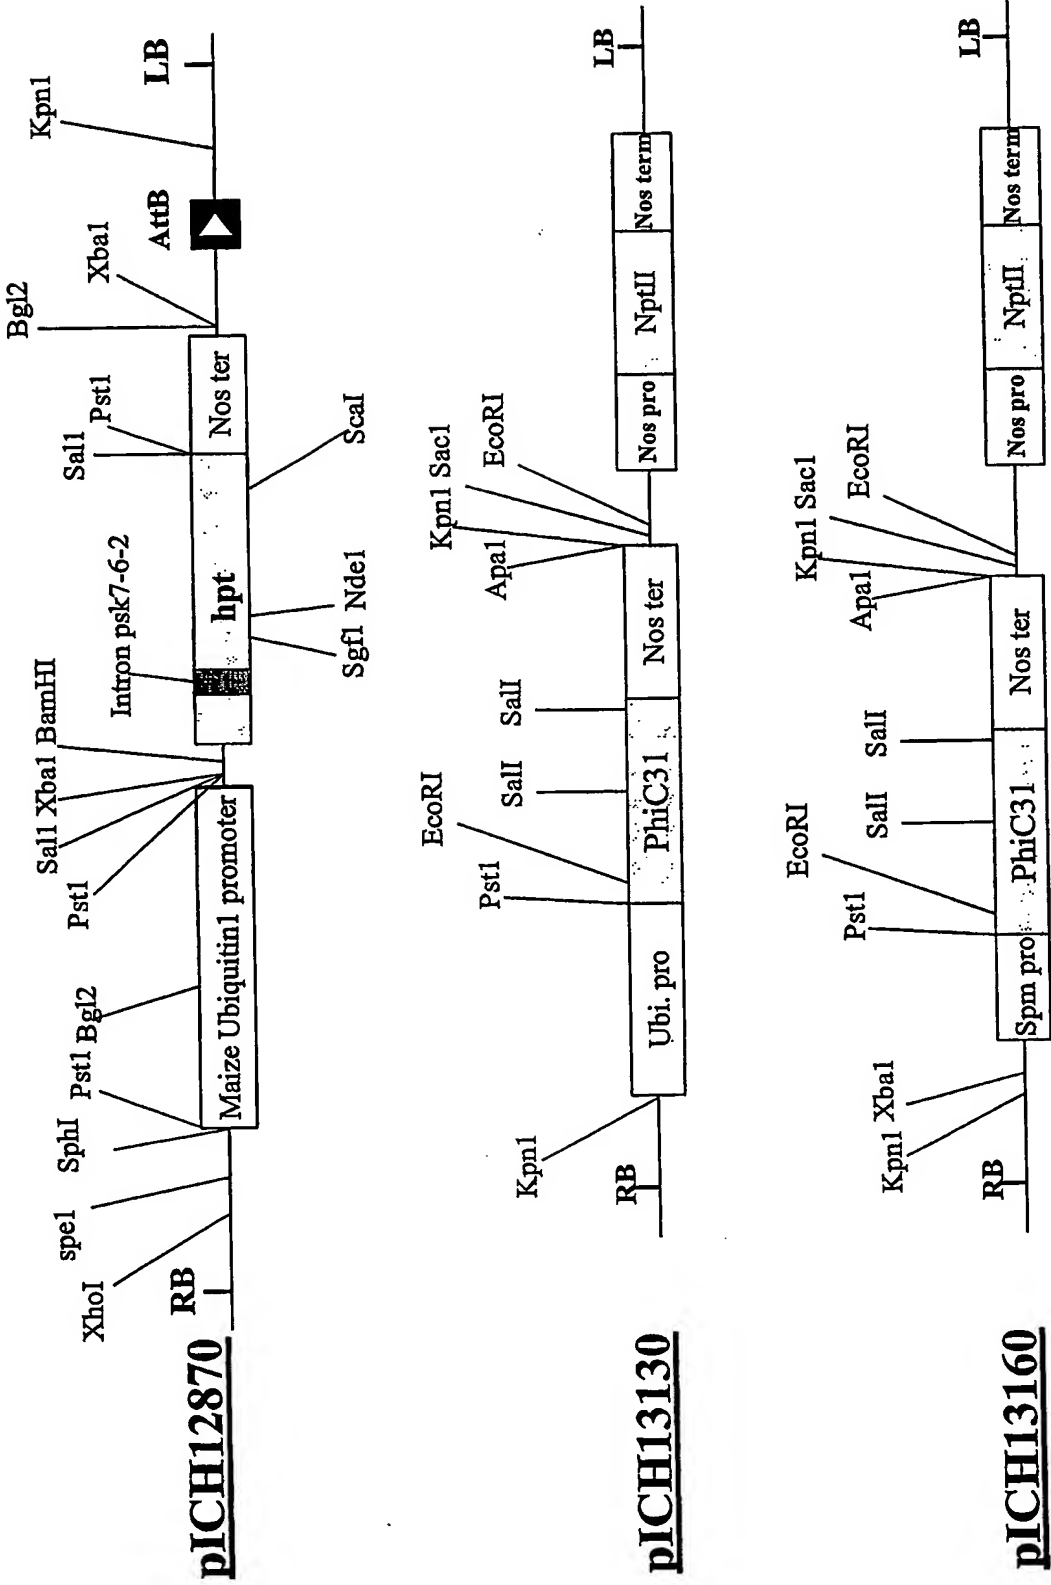 pICH12870
RB
XhoI
spe1
SphI
Pst1
Bgl2
Maize Ubiquitin1 promoter
Pst1
Sal1 Xba1 BamHI
Intron psk7-6-2
hpt
Sgf1 Nde1
ScaI
Sal1
Pst1
Nos ter
Bgl2
Xba1
AttB
Kpn1
LB
pICH13130
RB
Kpn1
Ubi. pro
Pst1
EcoRI
PhiC31
SalI
SalI
Nos ter
Apa1
Kpn1 Sac1
EcoRI
Nos pro
NptII
Nos term
LB
pICH13160
RB
Kpn1 Xba1
Spm pro
Pst1
EcoRI
PhiC31
SalI
SalI
Nos ter
Apa1
Kpn1 Sac1
EcoRI
Nos pro
NptII
Nos term
LB